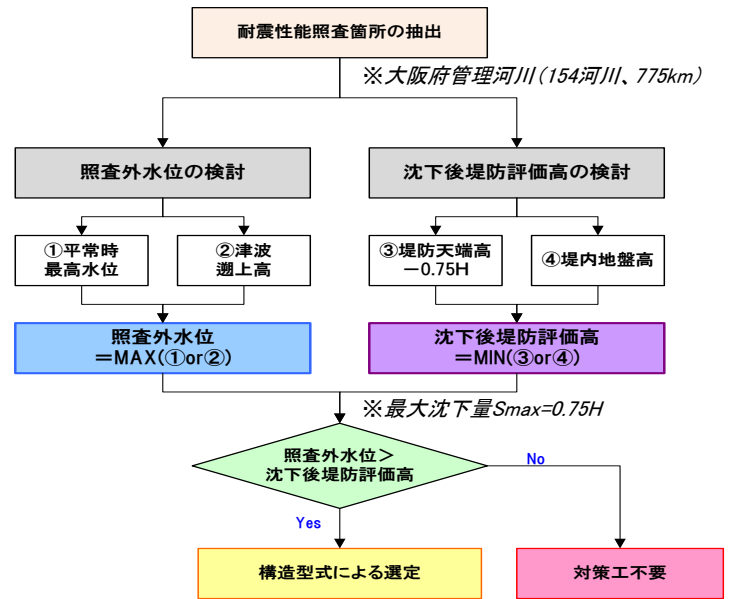 耐震性能照査箇所の抽出
※大阪府管理河川（154河川、775km）
照査外水位の検討
沈下後堤防評価高の検討
①平常時
最高水位
②津波
遡上高
③堤防天端高
－0.75H
④堤内地盤高
照査外水位
＝MAX(①or②)
沈下後堤防評価高
＝MIN(③or④)
※最大沈下量Smax=0.75H
照査外水位＞
沈下後堤防評価高
No
Yes
構造型式による選定
対策工不要